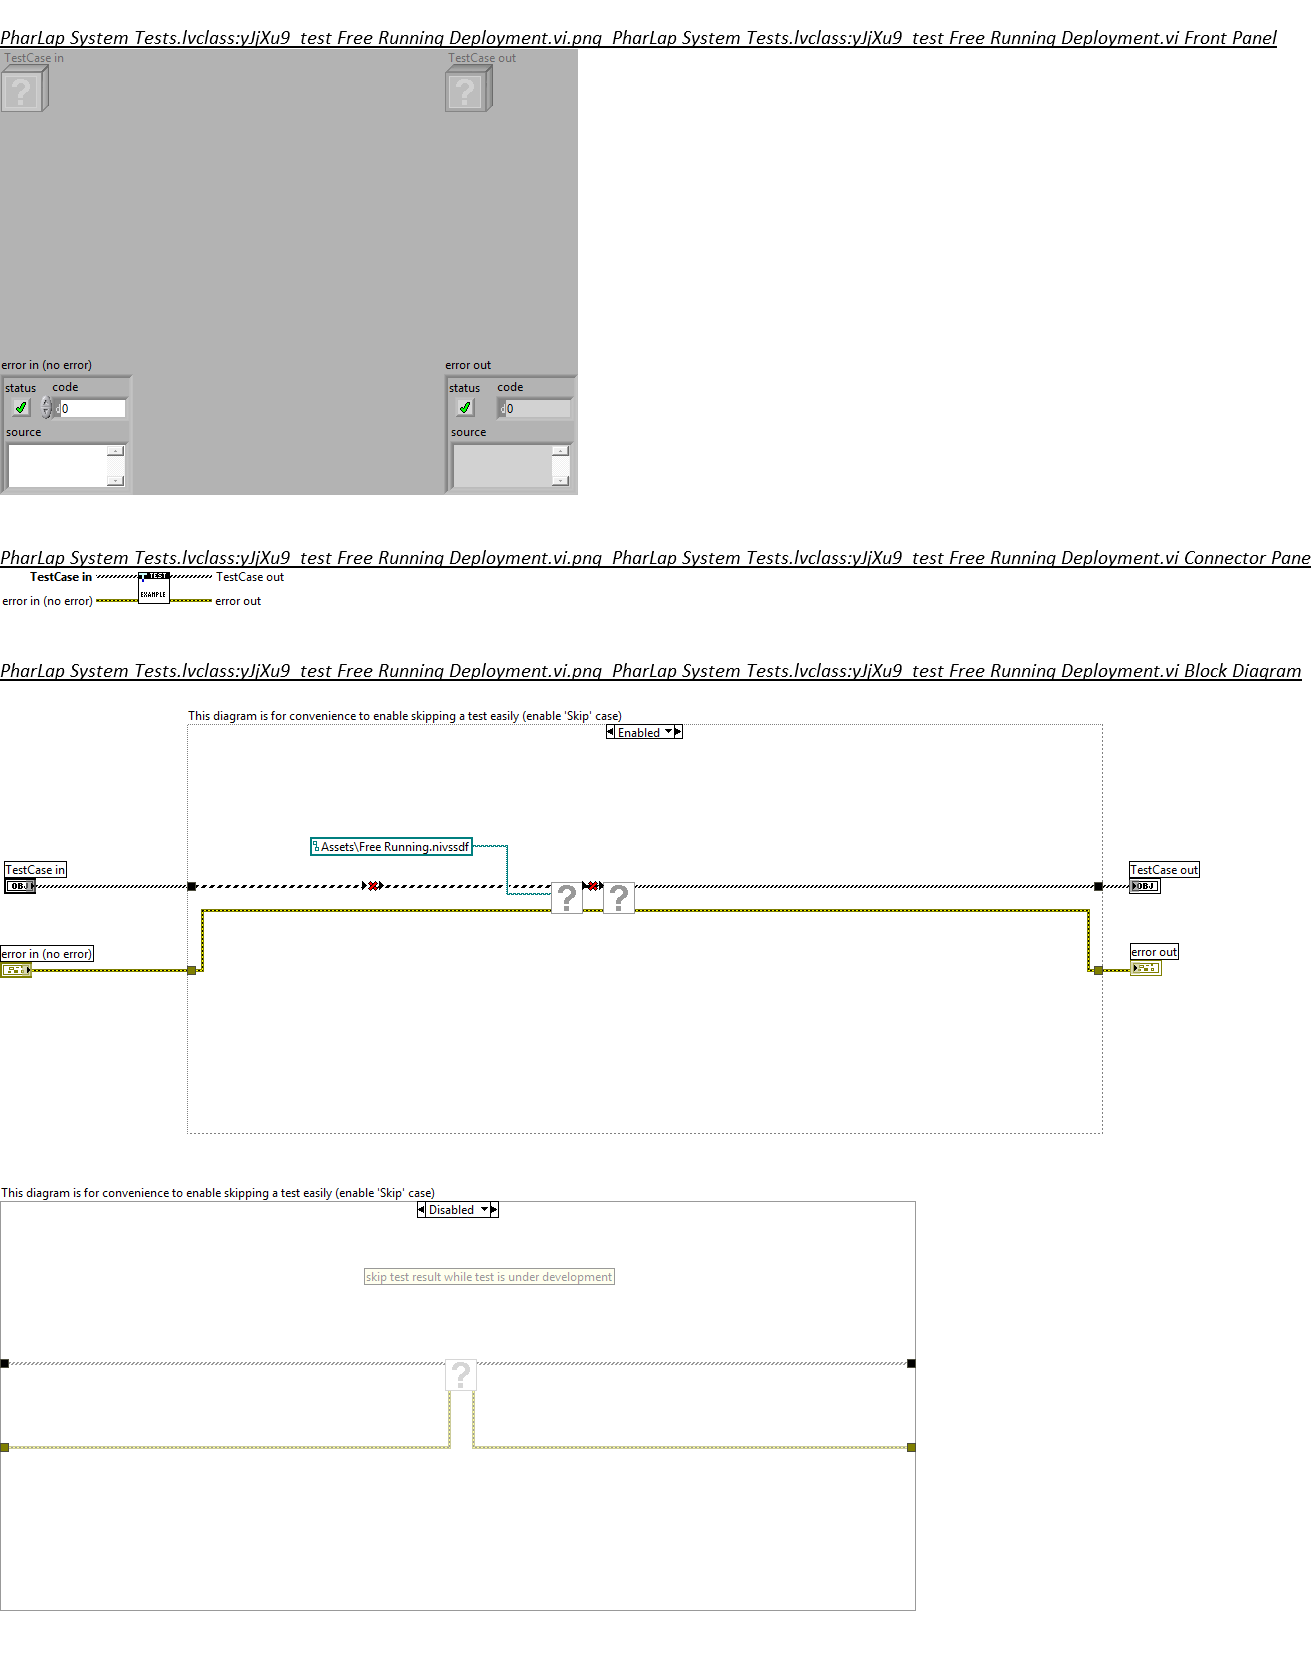 PharLap System Tests.lvclass:yJjXu9_test Free Running Deployment.vi.png_PharLap System Tests.lvclass:yJjXu9_test Free Running Deployment.vi Front Panel
TestCase in
TestCase out
error in (no error)
error out
status
code
status
code
d0
d0
source
source
PharLap System Tests.lvclass:yJjXu9_test Free Running Deployment.vi.png_PharLap System Tests.lvclass:yJjXu9_test Free Running Deployment.vi Connector Pane
TestCase in
TEST
TestCase out
error in (no error)
EXAMPLE
error out
PharLap System Tests.lvclass:yJjXu9_test Free Running Deployment.vi.png_PharLap System Tests.lvclass:yJjXu9_test Free Running Deployment.vi Block Diagram
This diagram is for convenience to enable skipping a test easily (enable 'Skip' case)
Enabled
Assets\Free Running.nivssdf
TestCase in
OBJ
TestCase out
OBJ
error in (no error)
error out
This diagram is for convenience to enable skipping a test easily (enable 'Skip' case)
Disabled
skip test result while test is under development